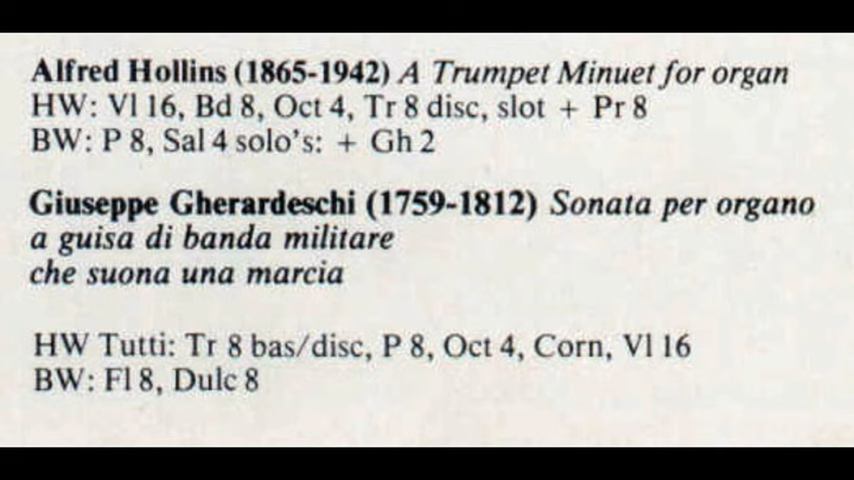 Alfred Hollins (1865-1942) A Trumpet Minuet for organ
HW: Vl 16, Bd 8, Oct 4, Tr 8 disc, slot + Pr 8
BW: P 8, Sal 4 solo's: + Gh 2
Giuseppe Gherardeschi (1759-1812) Sonata per organo
a guisa di banda militare
che suona una marcia
HW Tutti: Tr 8 bas/disc, P 8, Oct 4, Corn, Vl 16
BW: Fl 8, Dulc 8